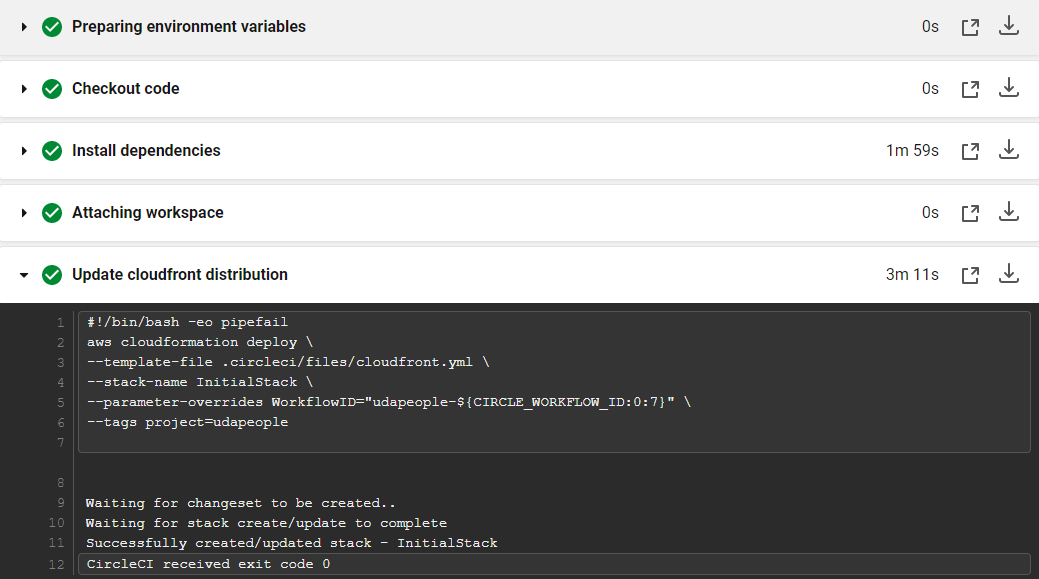 Preparing environment variables 0s
Checkout code 0s
Install dependencies 1m 59s
Attaching workspace 0s
Update cloudfront distribution 3m 11s
1 #!/bin/bash -eo pipefail
2 aws cloudformation deploy \
3 --template-file .circleci/files/cloudfront.yml \
4 --stack-name InitialStack \
5 --parameter-overrides WorkflowID="udapeople-${CIRCLE_WORKFLOW_ID:0:7}" \
6 --tags project=udapeople
7
8
9 Waiting for changeset to be created..
10 Waiting for stack create/update to complete
11 Successfully created/updated stack - InitialStack
12 CircleCI received exit code 0